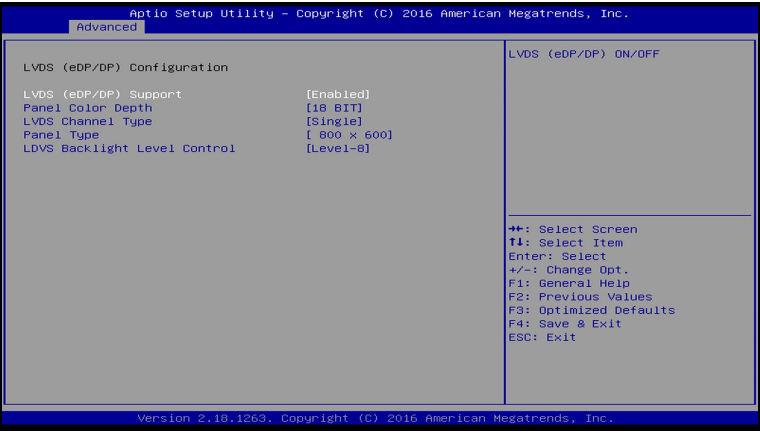 Aptio Setup Utility – Copyright (C) 2016 American Megatrends, Inc.
Advanced
LVDS (eDP/DP) Configuration
LVDS (eDP/DP) Support [Enabled]
Panel Color Depth [18 BIT]
LVDS Channel Type [Single]
Panel Type [ 800 x 600]
LDVS Backlight Level Control [Level-8]
LVDS (eDP/DP) ON/OFF
→←: Select Screen
↑↓: Select Item
Enter: Select
+/-: Change Opt.
F1: General Help
F2: Previous Values
F3: Optimized Defaults
F4: Save & Exit
ESC: Exit
Version 2.18.1263. Copyright (C) 2016 American Megatrends, Inc.